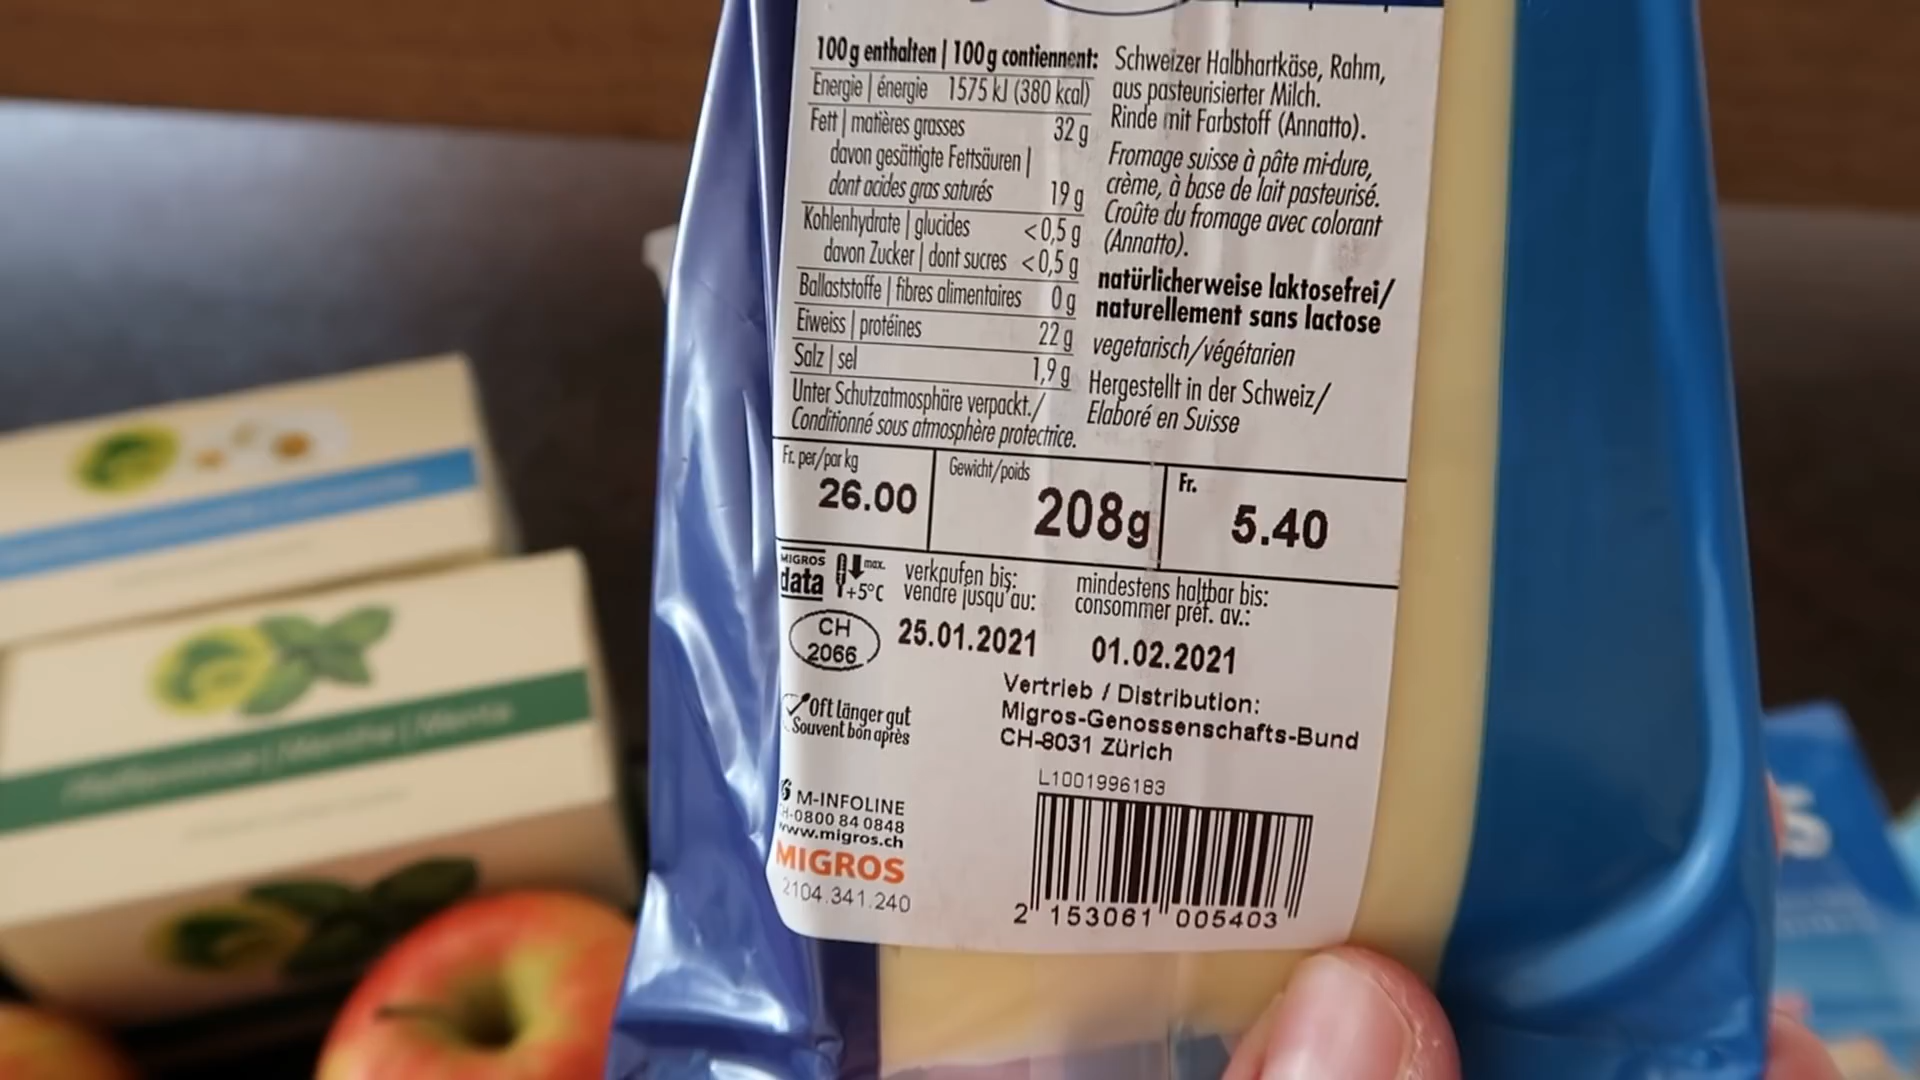 100g enthalten | 100g contiennent:
Energie | énergie 1575 kJ (380 kcal)
Fett | matières grasses 32 g
davon gesättigte Fettsäuren |
dont acides gras saturés 19 g
Kohlenhydrate | glucides <0,5 g
davon Zucker | dont sucres <0,5 g
Ballaststoffe | fibres alimentaires 0 g
Eiweiss | protéines 22 g
Salz | sel 1,9 g
Unter Schutzatmosphäre verpackt./
Conditionné sous atmosphère protectrice.
Schweizer Halbhartkäse, Rahm,
aus pasteurisierter Milch.
Rinde mit Farbstoff (Annatto).
Fromage suisse à pâte mi-dure,
crème, à base de lait pasteurisé.
Croûte du fromage avec colorant
(Annatto).
natürlicherweise laktosefrei/
naturellement sans lactose
vegetarisch/végétarien
Hergestellt in der Schweiz/
Elaboré en Suisse
Fr. per/par kg
26.00
Gewicht/poids
208g
Fr.
5.40
MIGROS
data
max.
+5°C
verkaufen bis:
vendre jusqu'au:
25.01.2021
mindestens haltbar bis:
consommer préf. av.:
01.02.2021
CH
2066
Oft länger gut
Souvent bon après
Vertrieb / Distribution:
Migros-Genossenschafts-Bund
CH-8031 Zürich
L1001996183
M-INFOLINE
CH-0800 84 0848
www.migros.ch
MIGROS
2104.341.240
2 153061 005403